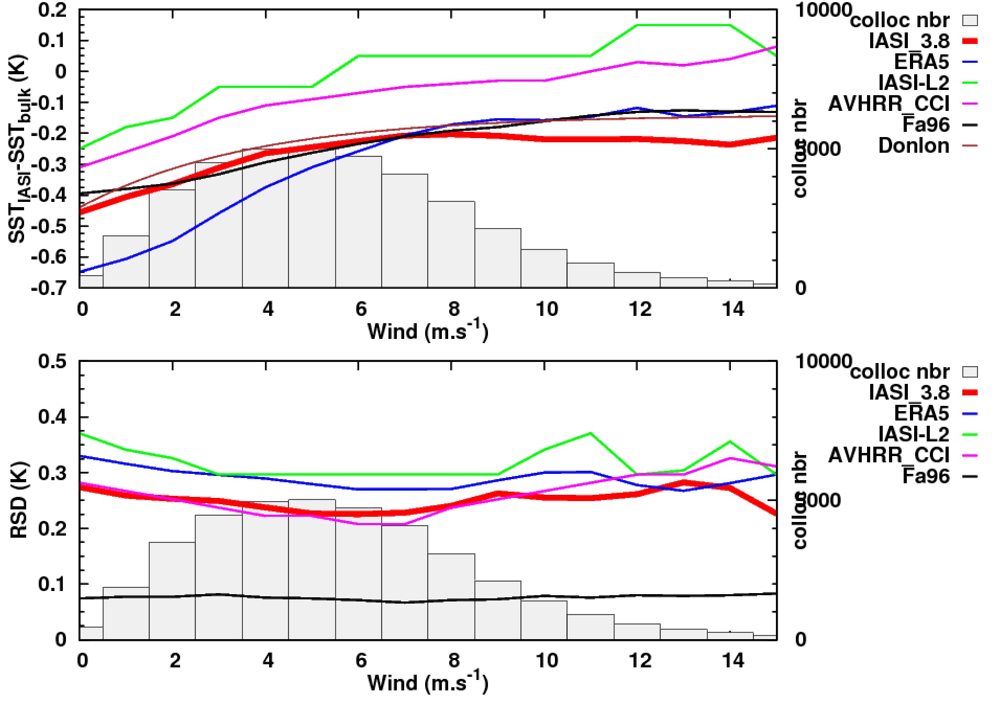 0.2
0.1
0
-0.1
-0.2
-0.3
-0.4
-0.5
-0.6
-0.7
SST_IASI-SST_bulk (K)
0 2 4 6 8 10 12 14
Wind (m.s-1)
10000
000
0
colloc nbr
colloc nbr
IASI_3.8
ERA5
IASI-L2
AVHRR_CCI
Fa96
Donlon
0.5
0.4
0.3
0.2
0.1
0
RSD (K)
0 2 4 6 8 10 12 14
Wind (m.s-1)
10000
000
0
colloc nbr
colloc nbr
IASI_3.8
ERA5
IASI-L2
AVHRR_CCI
Fa96